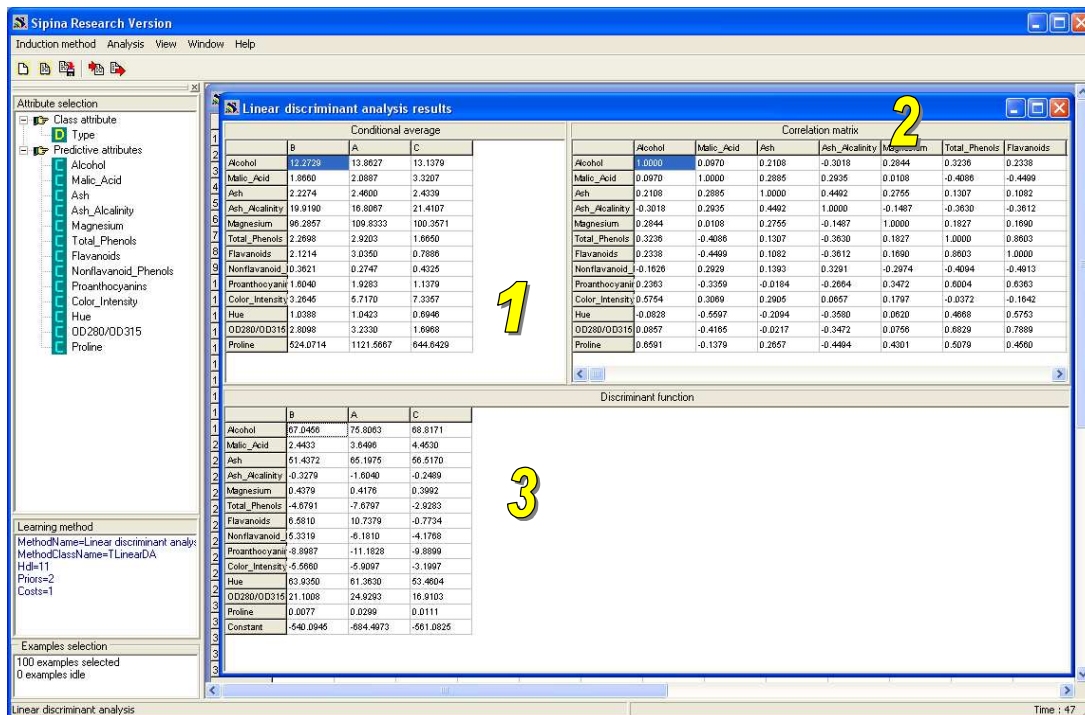 Sipina Research Version
Induction method Analysis View Window Help
Attribute selection
Class attribute
D Type
Predictive attributes
C Alcohol
C Malic_Acid
C Ash
C Ash_Alcalinity
C Magnesium
C Total_Phenols
C Flavanoids
C Nonflavanoid_Phenols
C Proanthocyanins
C Color_Intensity
C Hue
C OD280/OD315
C Proline
Learning method
MethodName=Linear discriminant analys
MethodClassName=TLinearDA
Hdl=11
Priors=2
Costs=1
Examples selection
100 examples selected
0 examples idle
Linear discriminant analysis results
Conditional average
B A C
Alcohol 12.2729 13.8627 13.1379
Malic_Acid 1.8660 2.0887 3.3207
Ash 2.2274 2.4600 2.4339
Ash_Alcalinity 19.9190 16.8067 21.4107
Magnesium 96.2857 109.8333 100.3571
Total_Phenols 2.2698 2.9203 1.6650
Flavanoids 2.1214 3.0350 0.7886
Nonflavanoid_ 0.3621 0.2747 0.4325
Proanthocyanin 1.6040 1.9283 1.1379
Color_Intensity 3.2645 5.7170 7.3357
Hue 1.0388 1.0423 0.6946
OD280/OD315 2.8098 3.2330 1.6968
Proline 524.0714 1121.5667 644.6429
1
Correlation matrix
2
Alcohol Malic_Acid Ash Ash_Alcalinity Magnesium Total_Phenols Flavanoids
Alcohol 1.0000 0.0970 0.2108 -0.3018 0.2844 0.3236 0.2338
Malic_Acid 0.0970 1.0000 0.2885 0.2935 0.0108 -0.4086 -0.4499
Ash 0.2108 0.2885 1.0000 0.4492 0.2755 0.1307 0.1082
Ash_Alcalinity -0.3018 0.2935 0.4492 1.0000 -0.1487 -0.3630 -0.3612
Magnesium 0.2844 0.0108 0.2755 -0.1487 1.0000 0.1827 0.1690
Total_Phenols 0.3236 -0.4086 0.1307 -0.3630 0.1827 1.0000 0.8603
Flavanoids 0.2338 -0.4499 0.1082 -0.3612 0.1690 0.8603 1.0000
Nonflavanoid_ -0.1626 0.2929 0.1393 0.3291 -0.2974 -0.4094 -0.4913
Proanthocyanin 0.2363 -0.3359 -0.0184 -0.2664 0.3472 0.6004 0.6363
Color_Intensity 0.5754 0.3069 0.2905 0.0657 0.1797 -0.0372 -0.1642
Hue -0.0828 -0.5597 -0.2094 -0.3580 0.0620 0.4668 0.5753
OD280/OD315 0.0857 -0.4165 -0.0217 -0.3472 0.0756 0.6829 0.7889
Proline 0.6591 -0.1379 0.2657 -0.4494 0.4301 0.5079 0.4560
Discriminant function
B A C
Alcohol 67.0456 75.8063 68.8171
Malic_Acid 2.4433 3.6496 4.4530
Ash 51.4372 65.1975 56.5170
Ash_Alcalinity -0.3279 -1.6040 -0.2489
Magnesium 0.4379 0.4176 0.3992
Total_Phenols -4.6791 -7.6797 -2.9283
Flavanoids 6.5810 10.7379 -0.7734
Nonflavanoid_ 5.3319 -6.1810 -4.1768
Proanthocyanin -8.8987 -11.1828 -9.8899
Color_Intensity -5.5660 -5.9097 -3.1997
Hue 63.9350 61.3630 53.4604
OD280/OD315 21.1008 24.9293 16.9103
Proline 0.0077 0.0299 0.0111
Constant -540.0945 -684.4973 -561.0825
3
Linear discriminant analysis
Time : 47